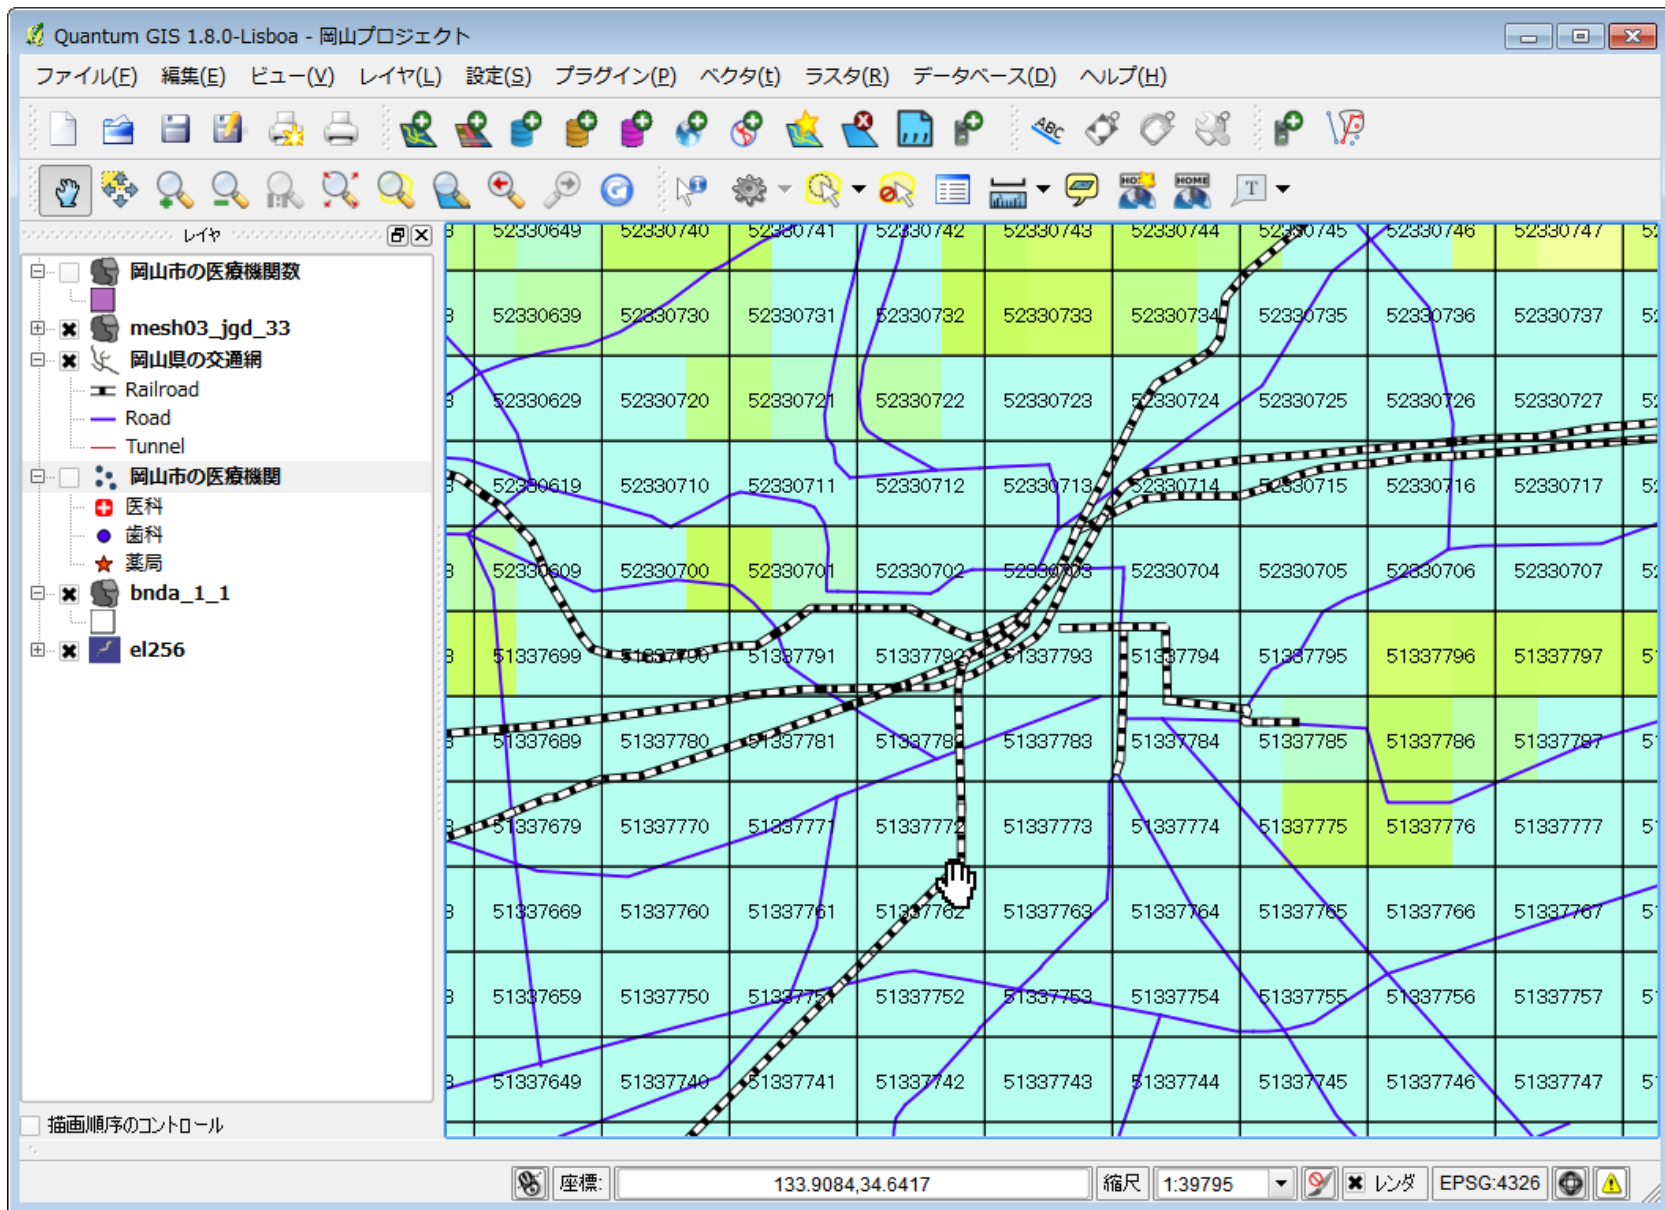 Quantum GIS 1.8.0-Lisboa - 岡山プロジェクト
ファイル(F) 編集(E) ビュー(V) レイヤ(L) 設定(S) プラグイン(P) ベクタ(t) ラスタ(R) データベース(D) ヘルプ(H)
ABC
HOME
T
レイヤ
岡山市の医療機関数
mesh03_jgd_33
岡山県の交通網
Railroad
Road
Tunnel
岡山市の医療機関
医科
歯科
薬局
bnda_1_1
el256
描画順序のコントロール
52330649 52330740 52330741 52330742 52330743 52330744 52330745 52330746 52330747
52330639 52330730 52330731 52330732 52330733 52330734 52330735 52330736 52330737
52330629 52330720 52330721 52330722 52330723 52330724 52330725 52330726 52330727
52330619 52330710 52330711 52330712 52330713 52330714 52330715 52330716 52330717
52330609 52330700 52330701 52330702 52330703 52330704 52330705 52330706 52330707
51337699 51337790 51337791 51337792 51337793 51337794 51337795 51337796 51337797
51337689 51337780 51337781 51337782 51337783 51337784 51337785 51337786 51337787
51337679 51337770 51337771 51337772 51337773 51337774 51337775 51337776 51337777
51337669 51337760 51337761 51337762 51337763 51337764 51337765 51337766 51337767
51337659 51337750 51337751 51337752 51337753 51337754 51337755 51337756 51337757
51337649 51337740 51337741 51337742 51337743 51337744 51337745 51337746 51337747
座標: 133.9084,34.6417 縮尺 1:39795 レンダ EPSG:4326